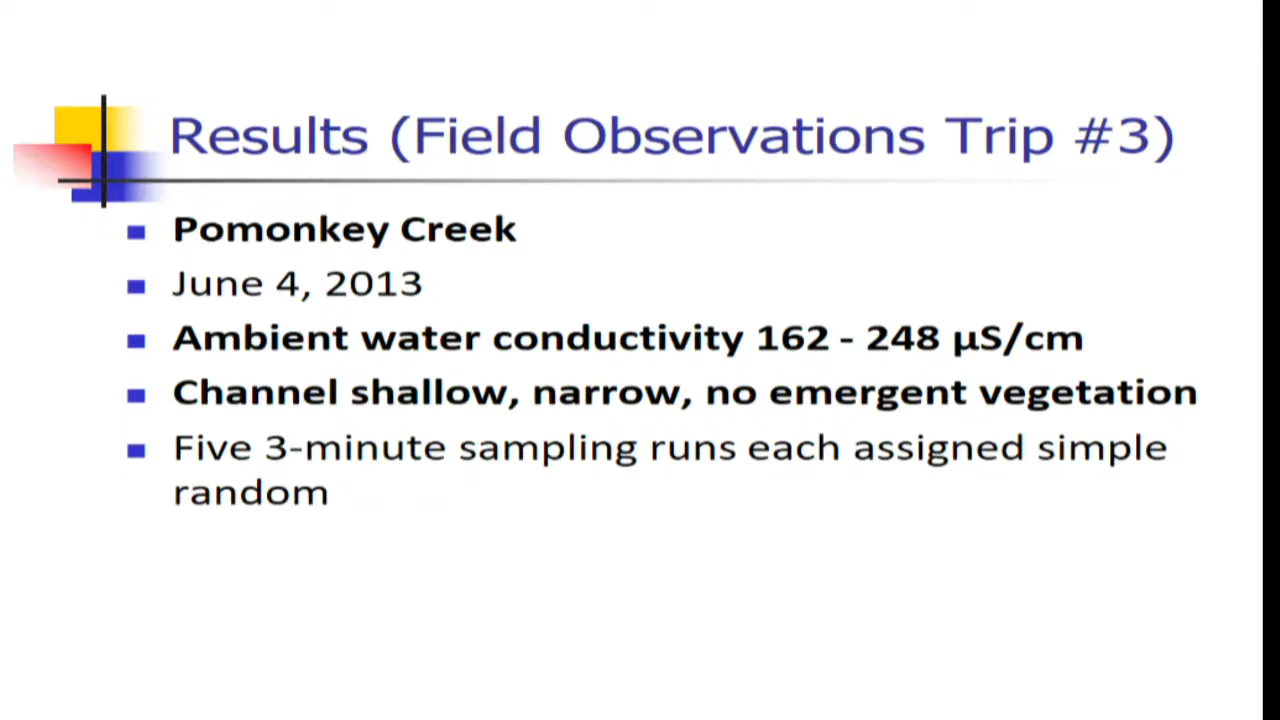 Results (Field Observations Trip #3)
Pomonkey Creek
June 4, 2013
Ambient water conductivity 162 - 248 µS/cm
Channel shallow, narrow, no emergent vegetation
Five 3-minute sampling runs each assigned simple
random